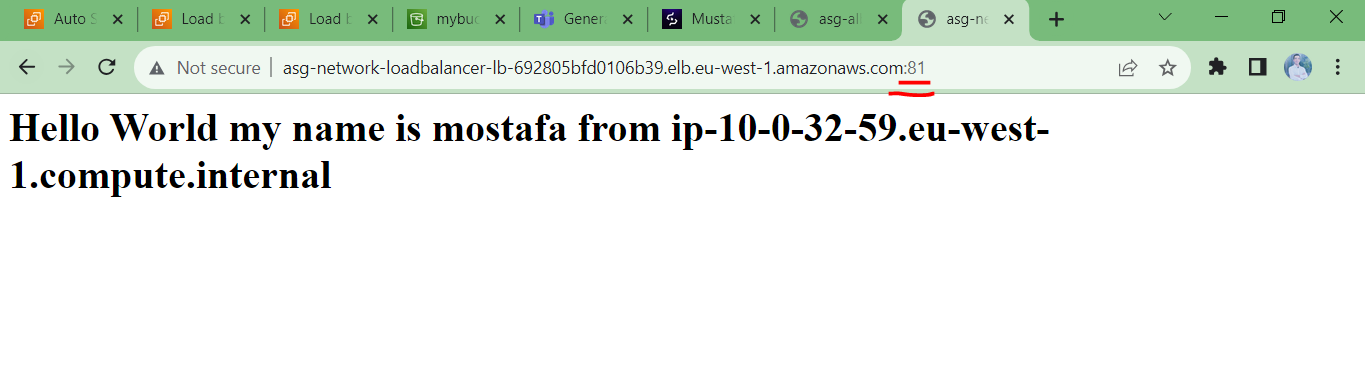 Auto S Load b Load b mybuc Gener Musta asg-all asg-ne
Not secure | asg-network-loadbalancer-lb-692805bfd0106b39.elb.eu-west-1.amazonaws.com:81
Hello World my name is mostafa from ip-10-0-32-59.eu-west-
1.compute.internal